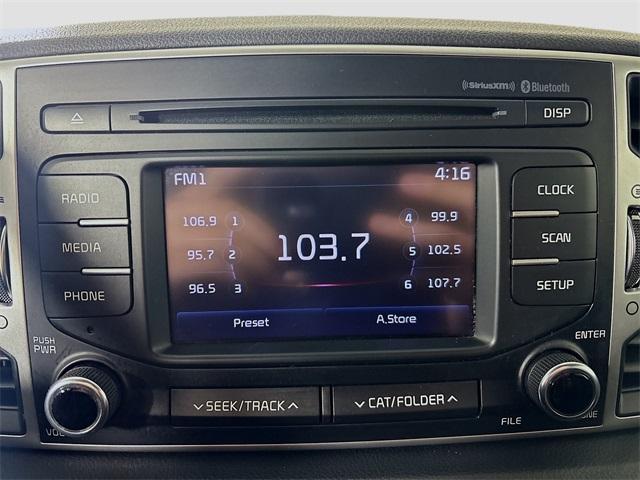 ((SiriusXM)) Bluetooth
DISP
RADIO
MEDIA
PHONE
FM1 4:16
106.9 1 4 99.9
95.7 2 103.7 5 102.5
96.5 3 6 107.7
Preset A.Store
CLOCK
SCAN
SETUP
PUSH
PWR
ENTER
SEEK/TRACK
CAT/FOLDER
VOL
FILE